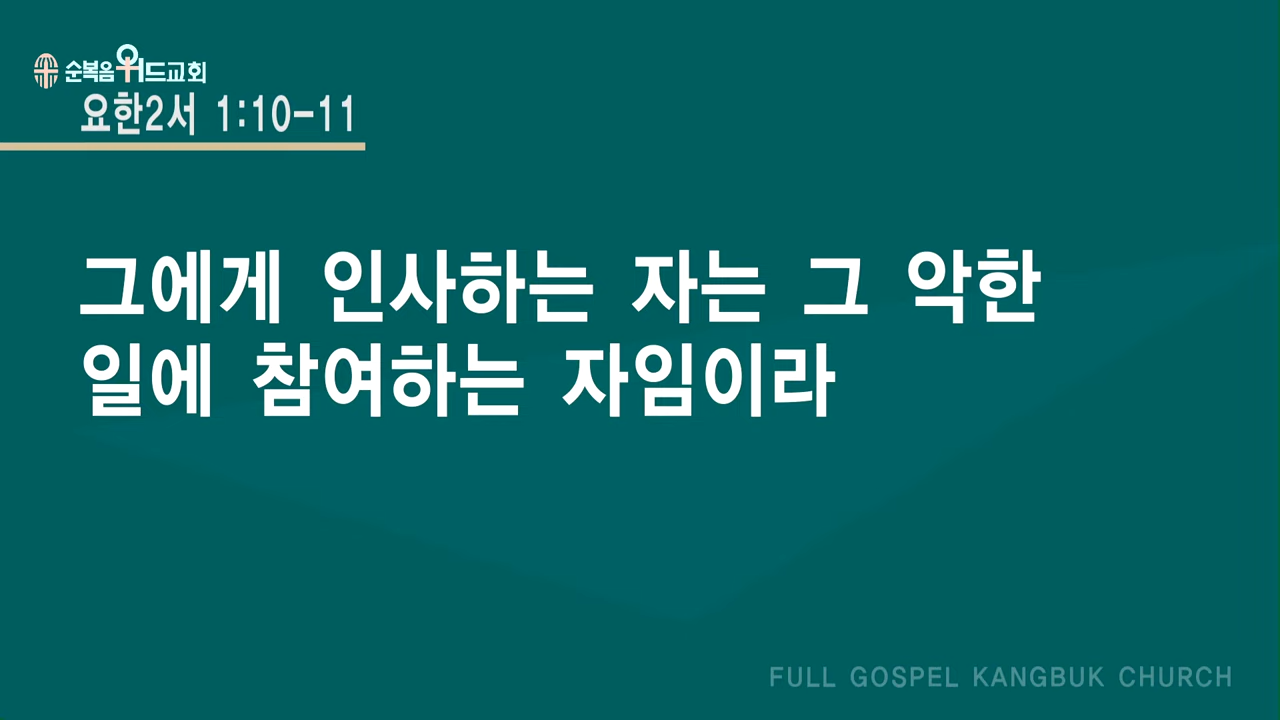 순복음위드교회
요한2서 1:10-11
그에게 인사하는 자는 그 악한
일에 참여하는 자임이라
FULL GOSPEL KANGBUK CHURCH